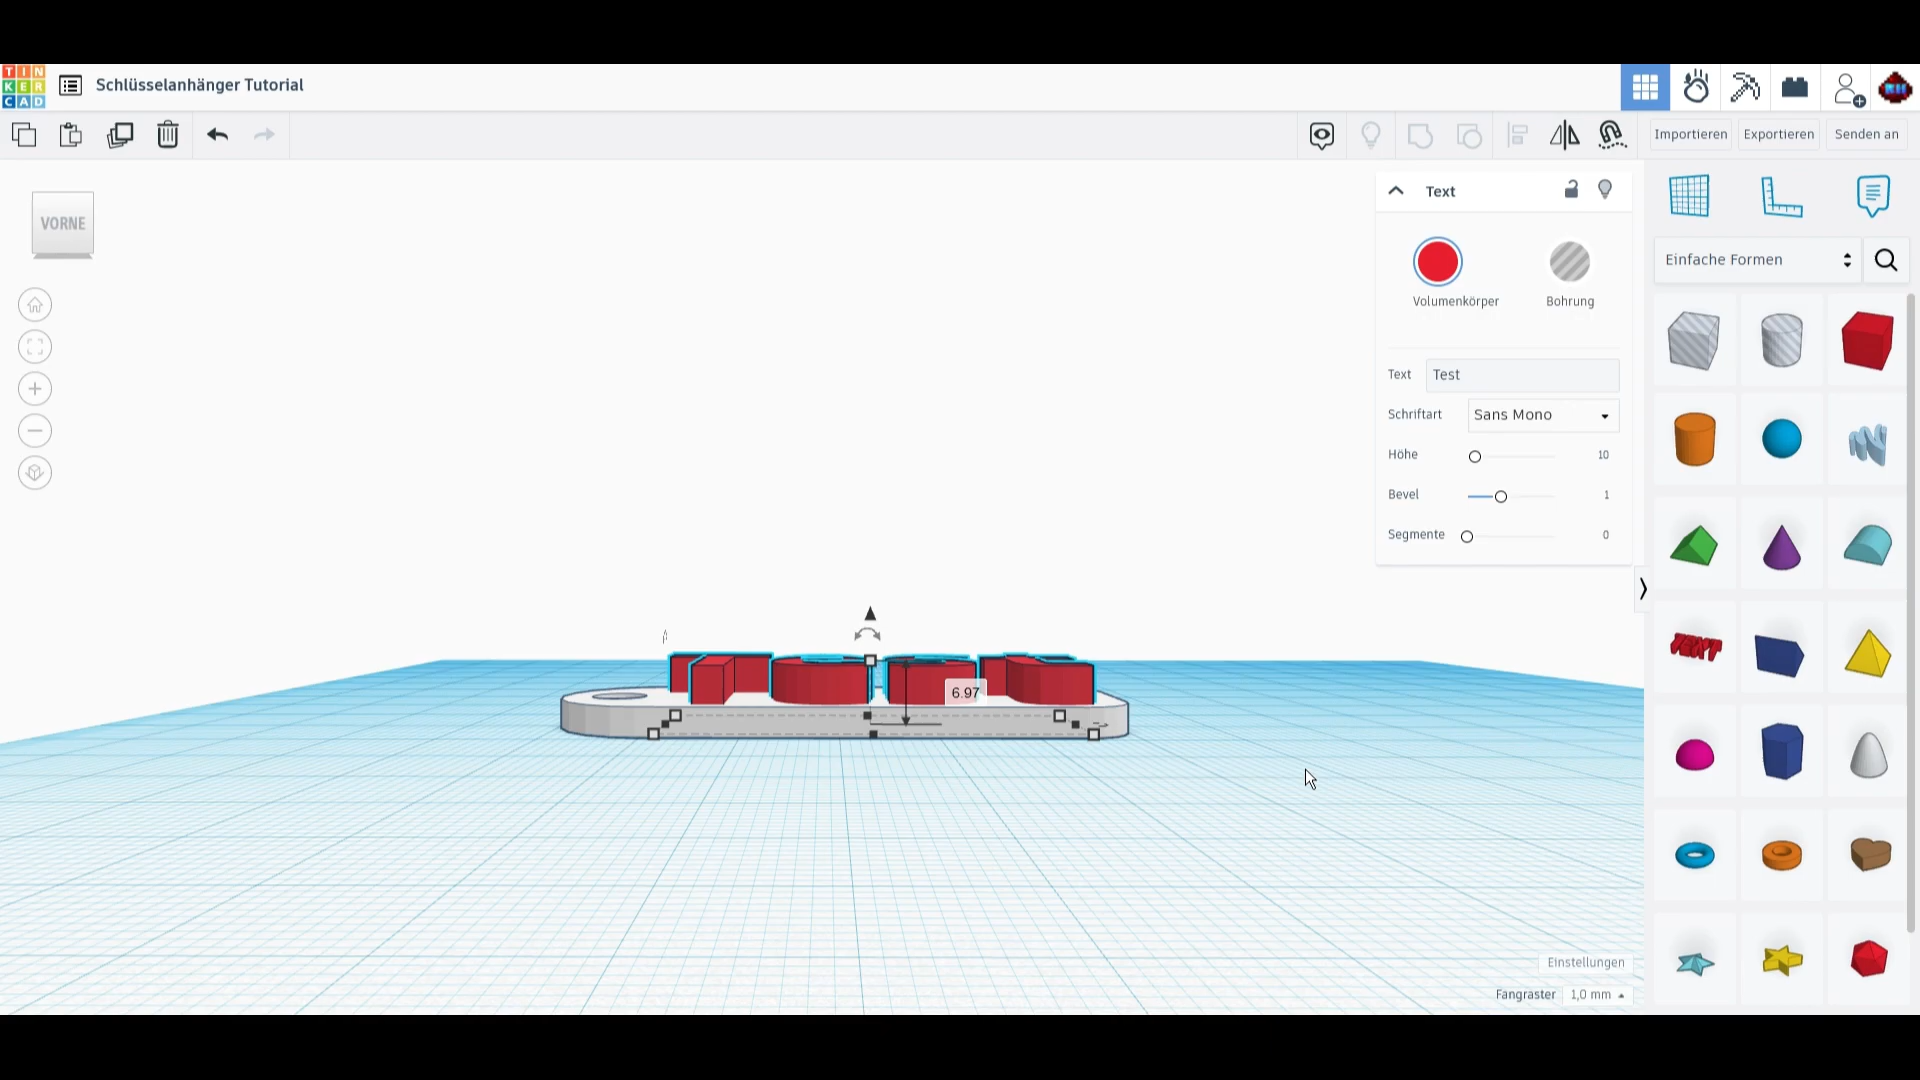 TIN
KER
CAD
Schlüsselanhänger Tutorial
Importieren
Exportieren
Senden an
VORNE
Text
Volumenkörper
Bohrung
Text
Test
Schriftart
Sans Mono
Höhe
10
Bevel
1
Segmente
0
Einfache Formen
TEXT
6.97
Einstellungen
Fangraster
1,0 mm